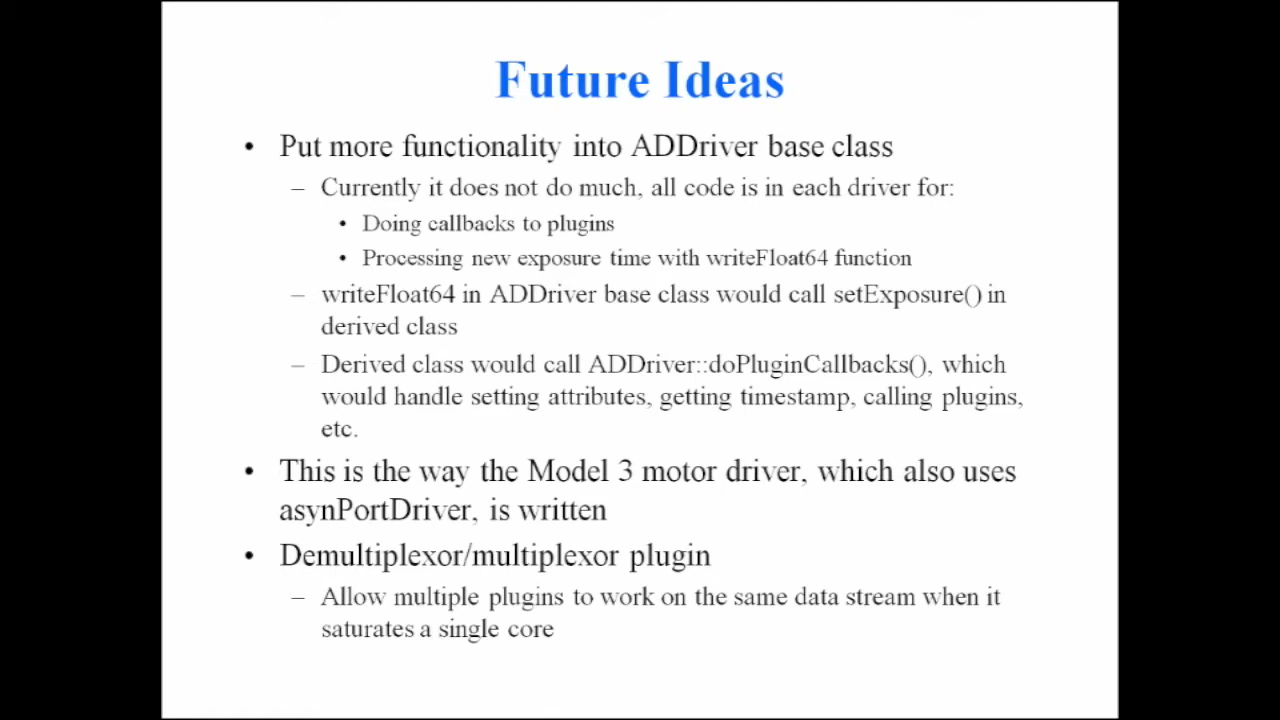 Future Ideas
• Put more functionality into ADDriver base class
– Currently it does not do much, all code is in each driver for:
• Doing callbacks to plugins
• Processing new exposure time with writeFloat64 function
– writeFloat64 in ADDriver base class would call setExposure() in
derived class
– Derived class would call ADDriver::doPluginCallbacks(), which
would handle setting attributes, getting timestamp, calling plugins,
etc.
• This is the way the Model 3 motor driver, which also uses
asynPortDriver, is written
• Demultiplexor/multiplexor plugin
– Allow multiple plugins to work on the same data stream when it
saturates a single core